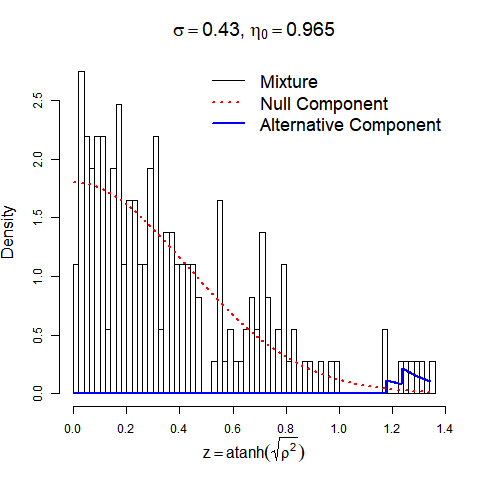 σ = 0.43, η₀ = 0.965
Mixture
Null Component
Alternative Component
Density
2.5
2.0
1.5
1.0
0.5
0.0
0.0 0.2 0.4 0.6 0.8 1.0 1.2 1.4
z = atanh(√ρ²)